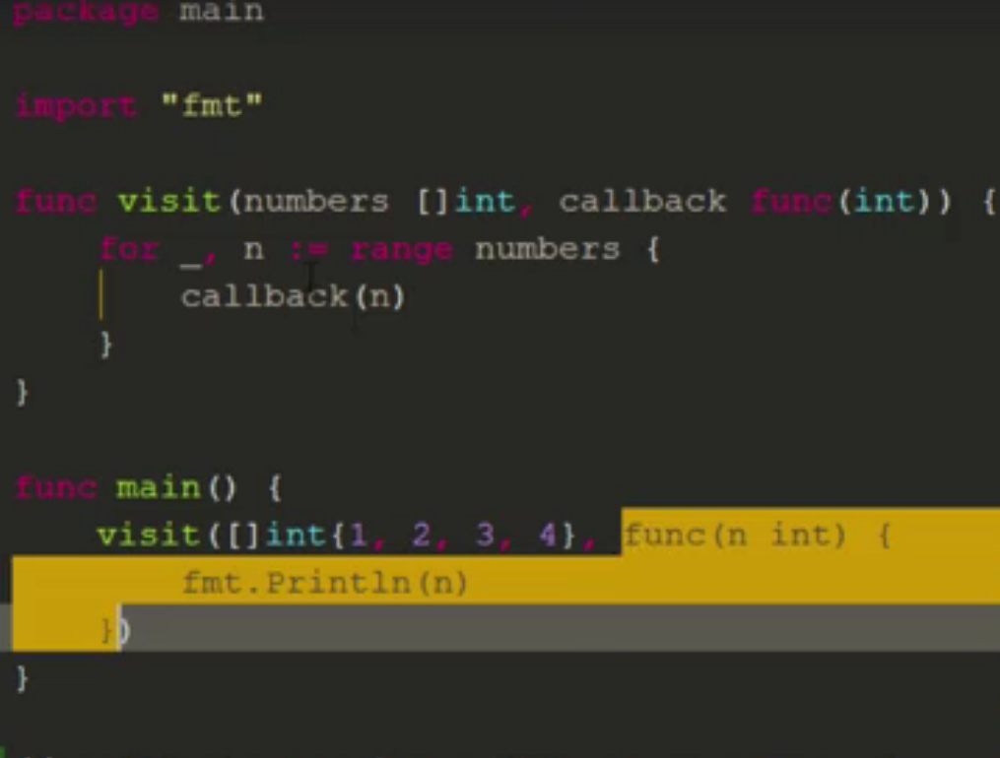 package main
import "fmt"
func visit(numbers []int, callback func(int)) {
for _, n := range numbers {
callback(n)
}
}
func main() {
visit([]int{1, 2, 3, 4}, func(n int) {
fmt.Println(n)
})
}